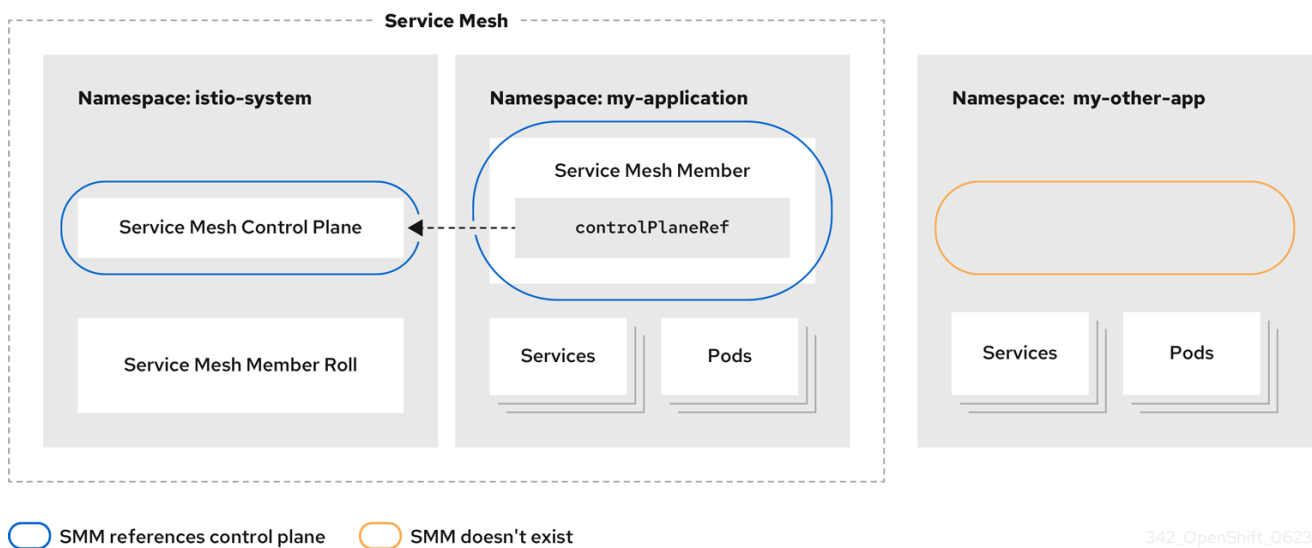 Service Mesh
Namespace: istio-system
Service Mesh Control Plane
Service Mesh Member Roll
Namespace: my-application
Service Mesh Member
controlPlaneRef
Services
Pods
Namespace: my-other-app
Services
Pods
SMM references control plane
SMM doesn't exist
342_OpenShift_0623